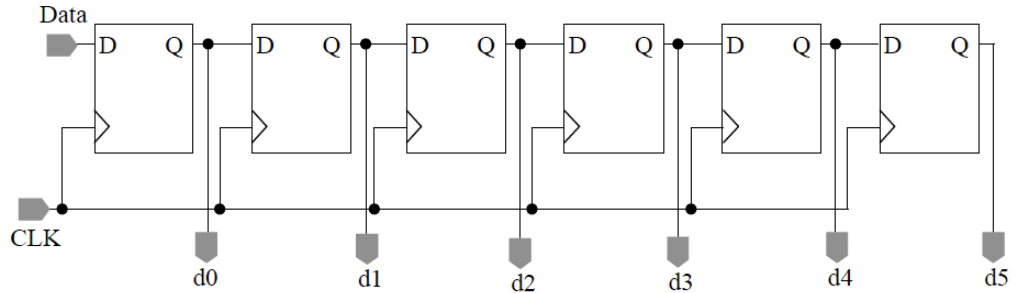 Data
D Q D Q D Q D Q D Q D Q
CLK
d0 d1 d2 d3 d4 d5